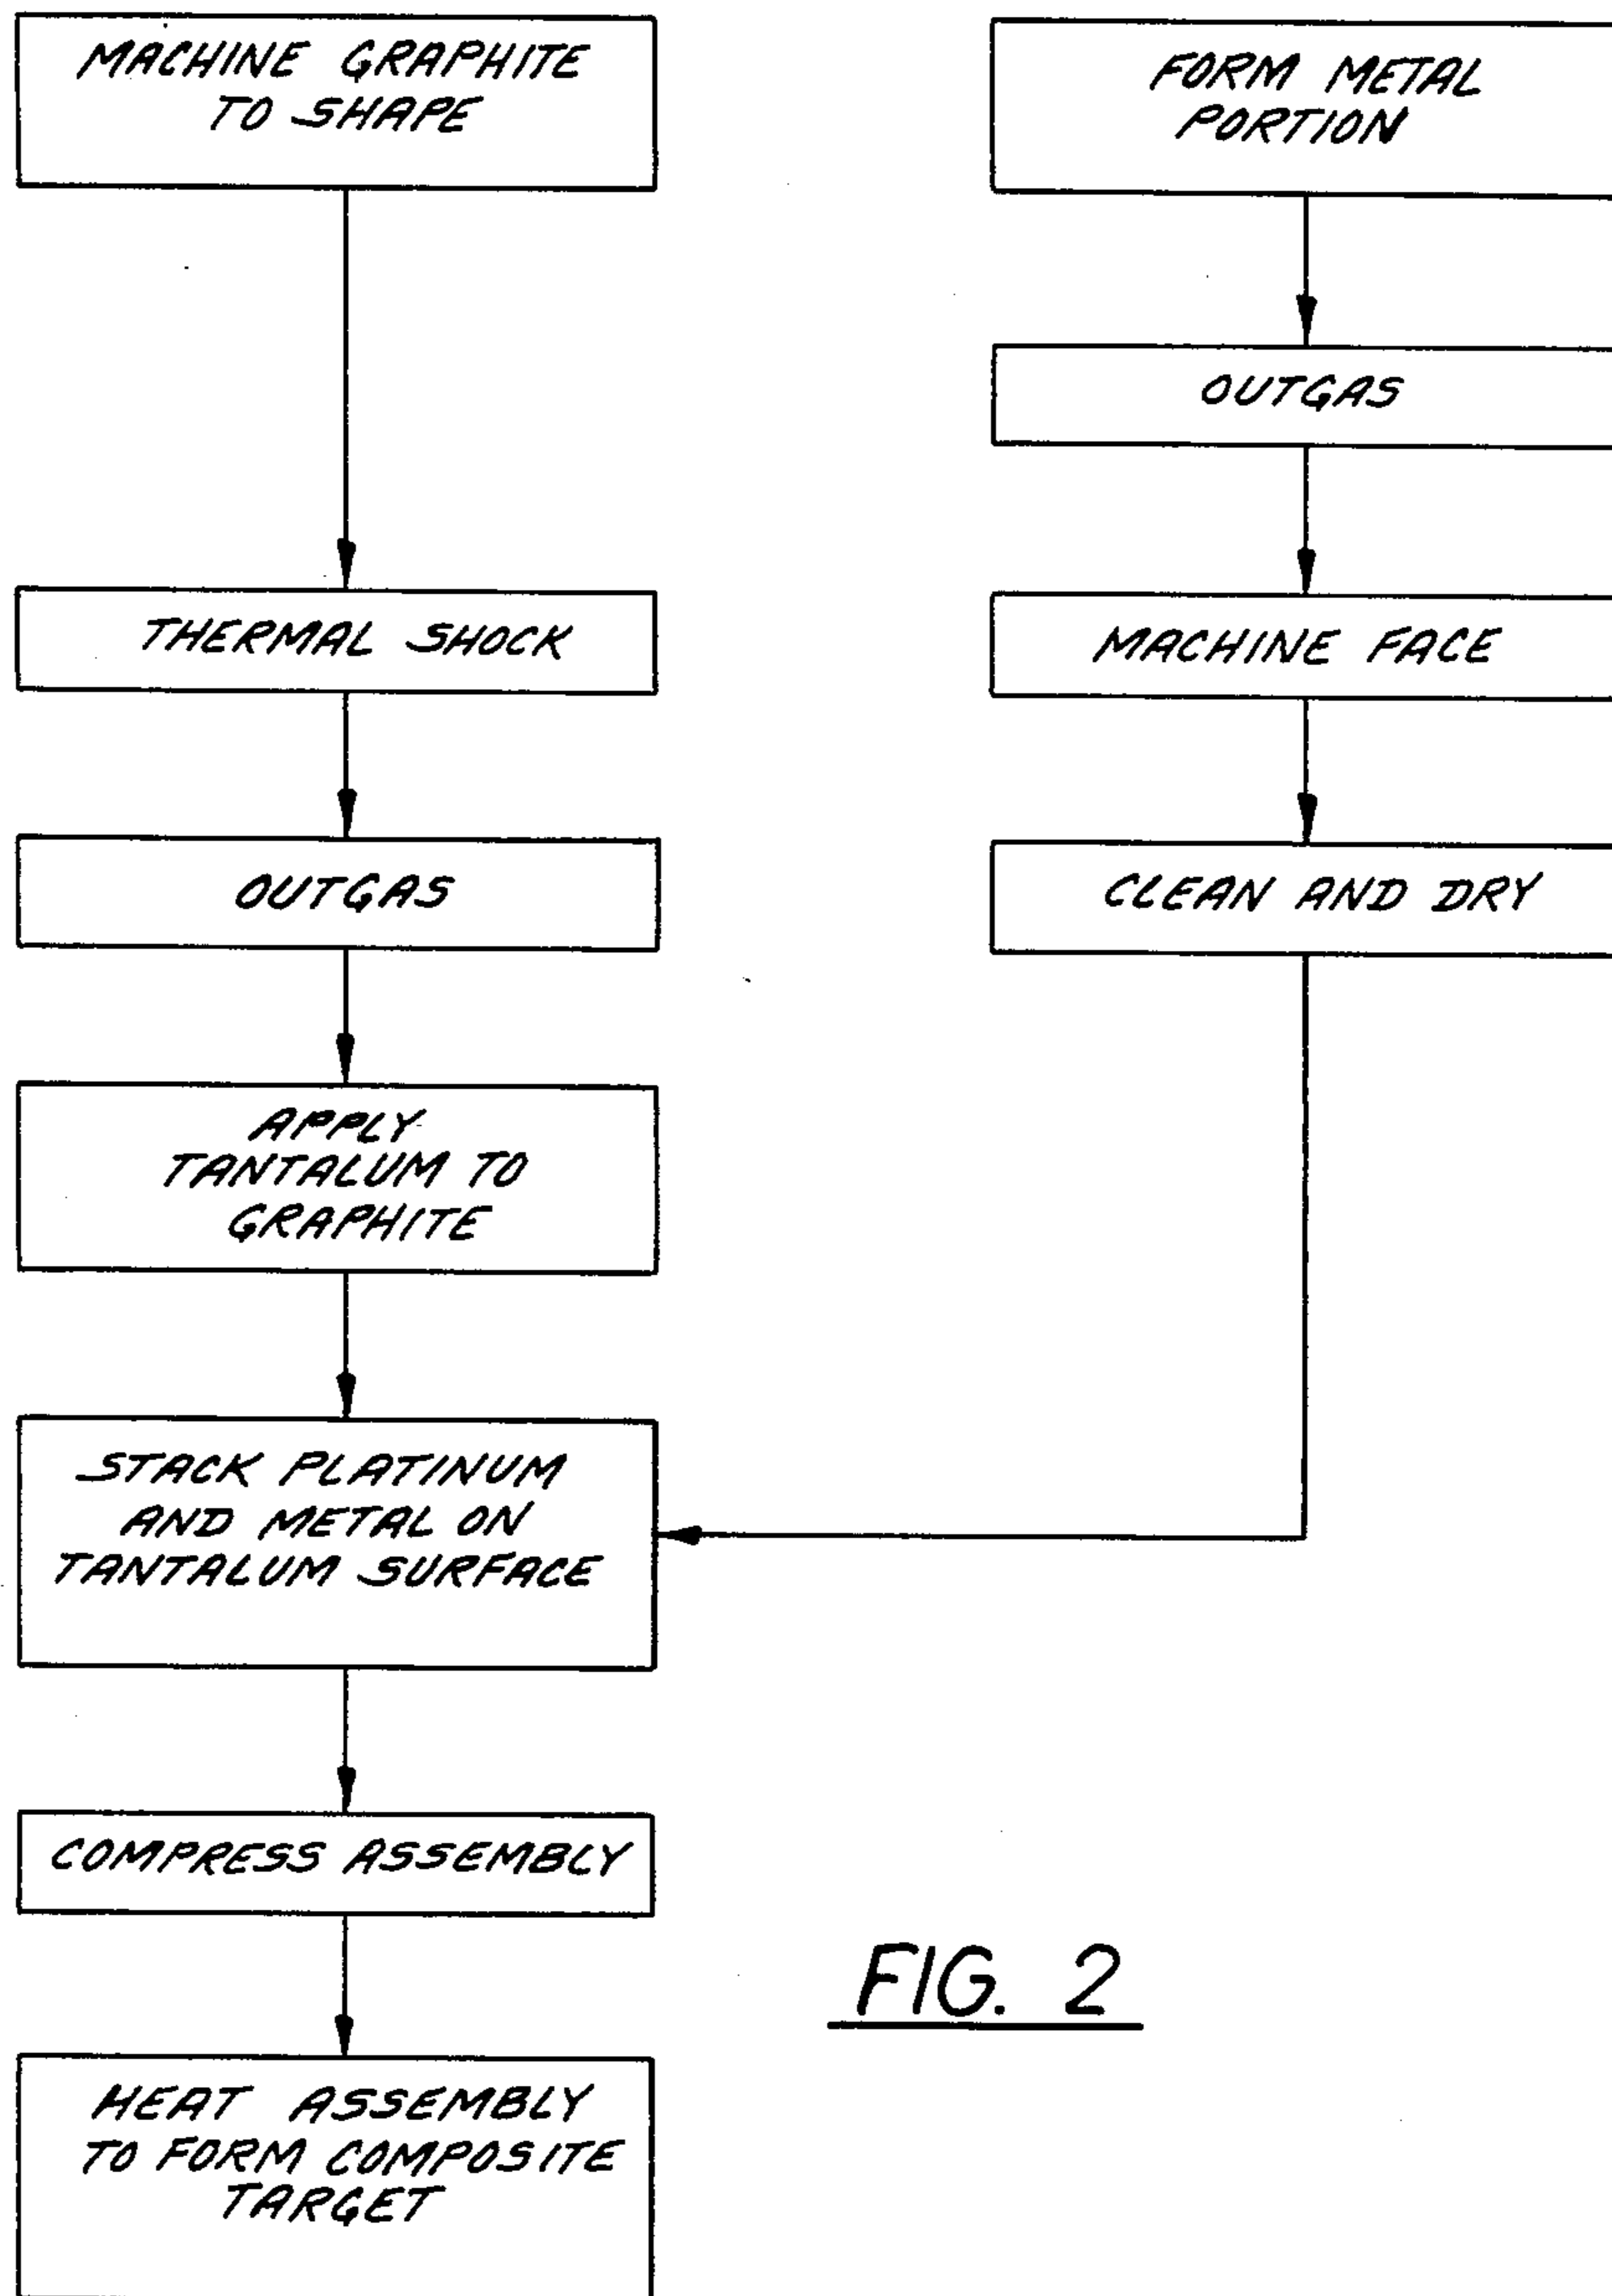 MACHINE GRAPHITE
TO SHAPE
THERMAL SHOCK
OUTGAS
APPLY
TANTALUM TO
GRAPHITE
STACK PLATINUM
AND METAL ON
TANTALUM SURFACE
COMPRESS ASSEMBLY
HEAT ASSEMBLY
TO FORM COMPOSITE
TARGET
FORM METAL
PORTION
OUTGAS
MACHINE FACE
CLEAN AND DRY
FIG. 2